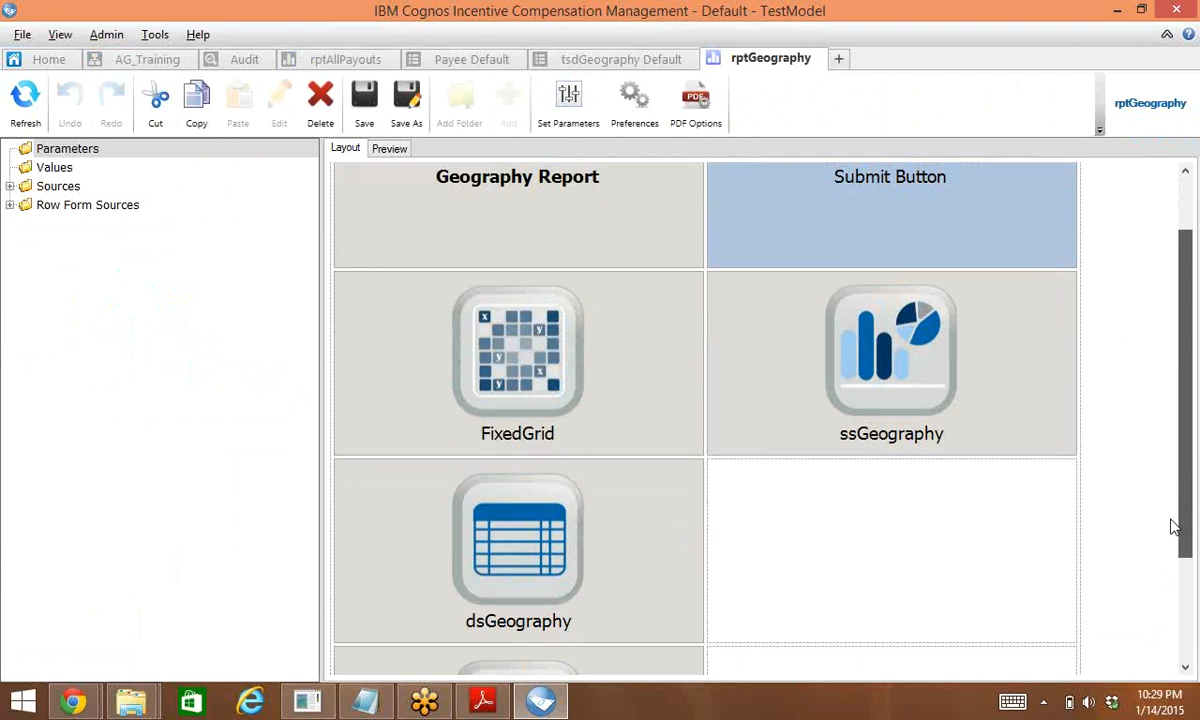 IBM Cognos Incentive Compensation Management - Default - TestModel
File View Admin Tools Help
Home AG_Training Audit rptAllPayouts Payee Default tsdGeography Default rptGeography +
Refresh Undo Redo Cut Copy Paste Edit Delete Save Save As Add Folder Add Set Parameters Preferences PDF PDF Options rptGeography
Parameters
Values
Sources
Row Form Sources
Layout Preview
Geography Report Submit Button
x
y
y
x
y
FixedGrid ssGeography
dsGeography
10:29 PM
1/14/2015